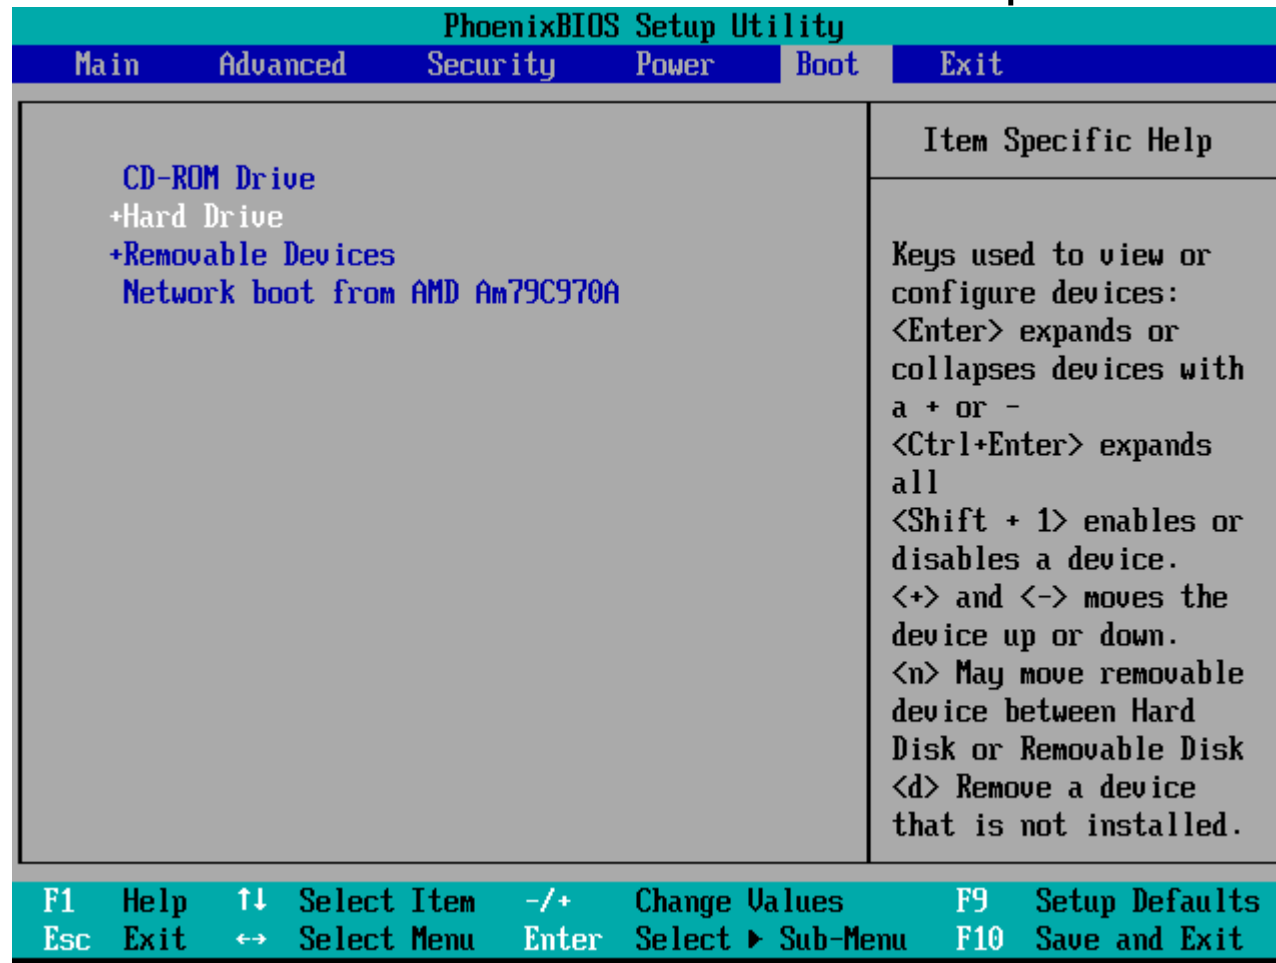 PhoenixBIOS Setup Utility
Main Advanced Security Power Boot Exit
CD-ROM Drive
+Hard Drive
+Removable Devices
Network boot from AMD Am79C970A
Item Specific Help
Keys used to view or
configure devices:
<Enter> expands or
collapses devices with
a + or -
<Ctrl+Enter> expands
all
<Shift + 1> enables or
disables a device.
<+> and <-> moves the
device up or down.
<n> May move removable
device between Hard
Disk or Removable Disk
<d> Remove a device
that is not installed.
F1 Help ↑↓ Select Item -/+ Change Values F9 Setup Defaults
Esc Exit ↔ Select Menu Enter Select ▶ Sub-Menu F10 Save and Exit